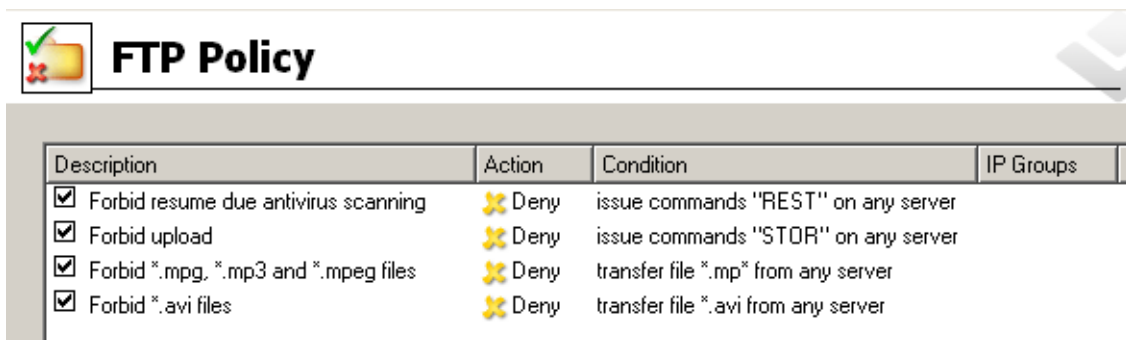 FTP Policy
Description Action Condition IP Groups
Forbid resume due antivirus scanning Deny issue commands "REST" on any server
Forbid upload Deny issue commands "STOR" on any server
Forbid *.mpg, *.mp3 and *.mpeg files Deny transfer file *.mp* from any server
Forbid *.avi files Deny transfer file *.avi from any server